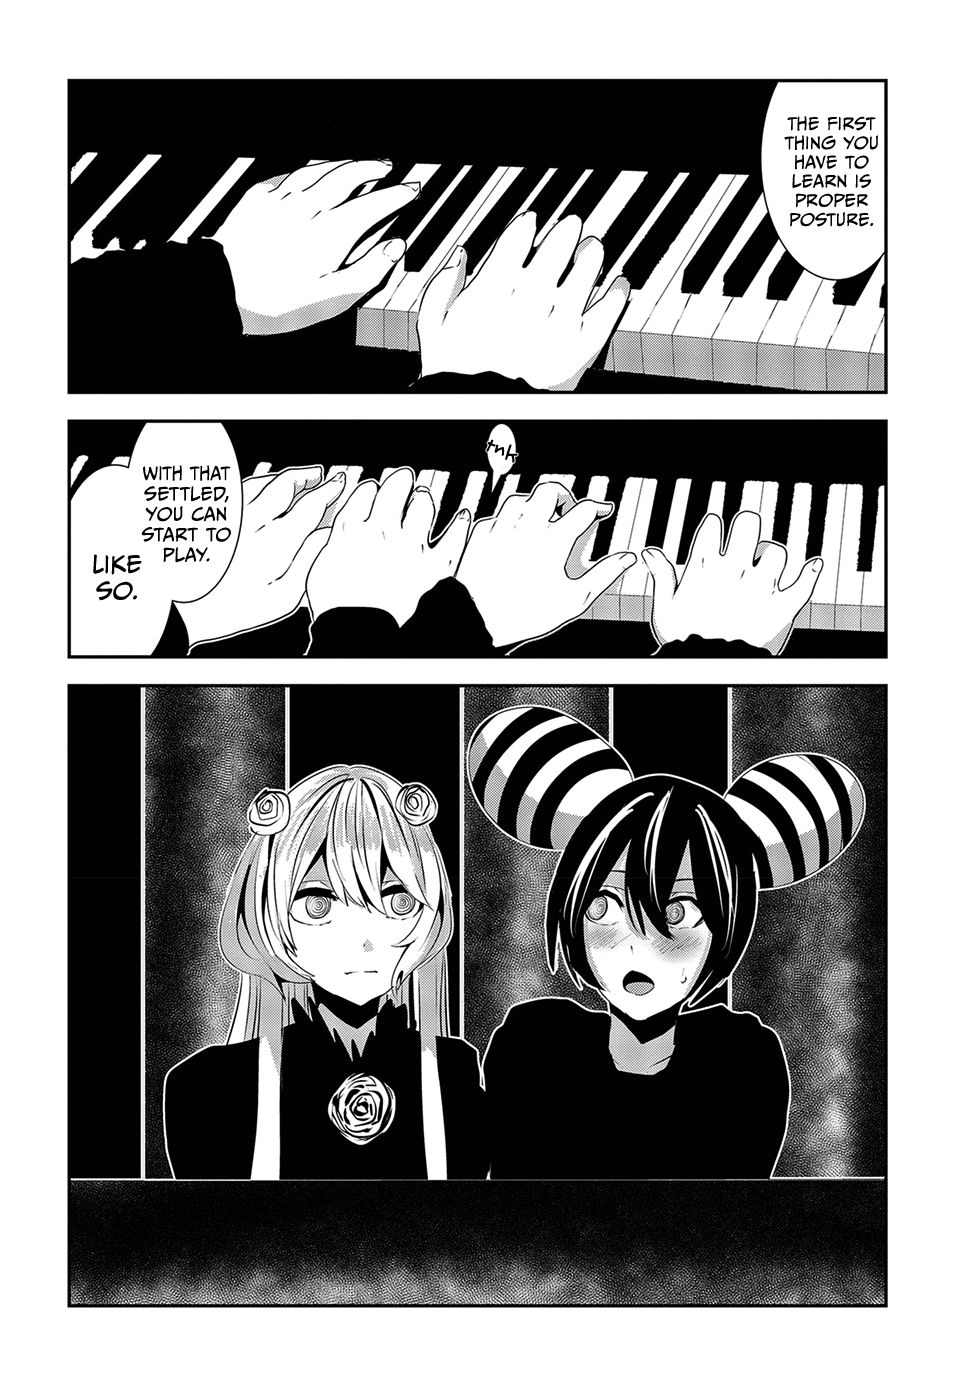 THE FIRST
THING YOU
HAVE TO
LEARN IS
PROPER
POSTURE.
WITH THAT
SETTLED,
YOU CAN
START TO
PLAY.
LIKE
SO.